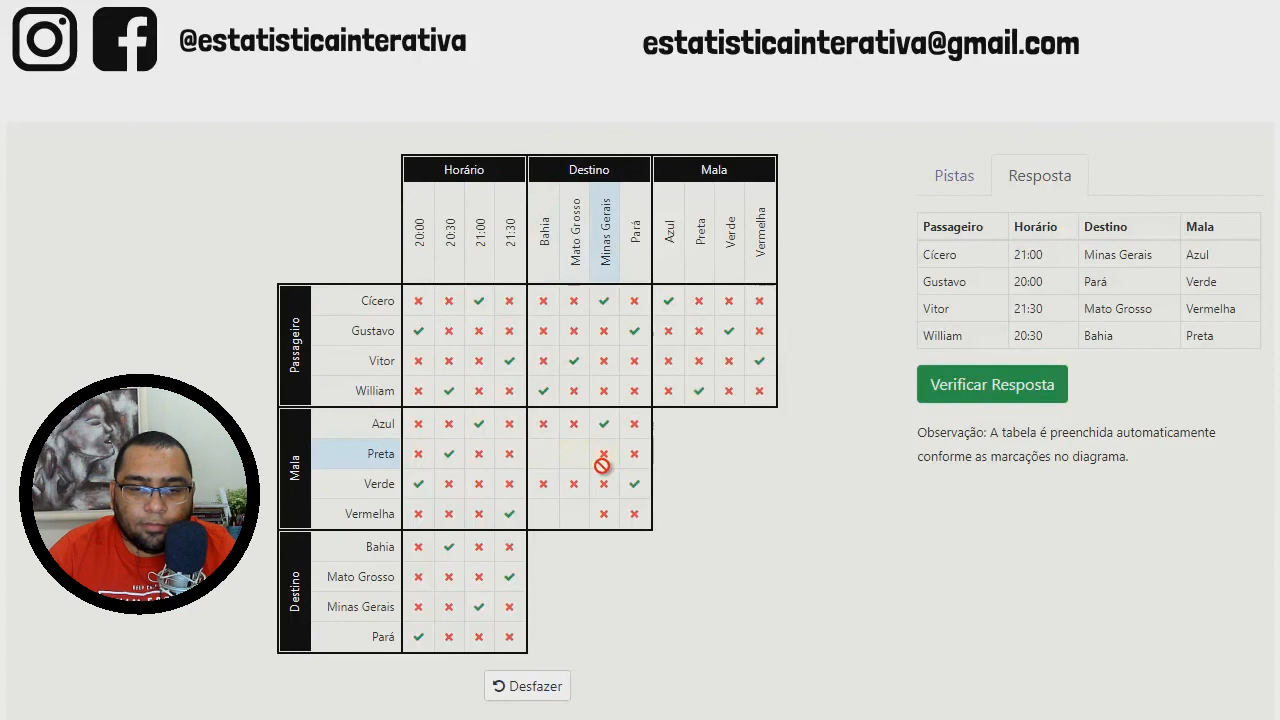 @estatisticainterativa
estatisticainterativa@gmail.com
Horário
Destino
Mala
20:00
20:30
21:00
21:30
Bahia
Mato Grosso
Minas Gerais
Pará
Azul
Preta
Verde
Vermelha
Passageiro
Cícero
Gustavo
Vitor
William
Mala
Azul
Preta
Verde
Vermelha
Destino
Bahia
Mato Grosso
Minas Gerais
Pará
Desfazer
Pistas
Resposta
Passageiro Horário Destino Mala
Cícero 21:00 Minas Gerais Azul
Gustavo 20:00 Pará Verde
Vitor 21:30 Mato Grosso Vermelha
William 20:30 Bahia Preta
Verificar Resposta
Observação: A tabela é preenchida automaticamente
conforme as marcações no diagrama.